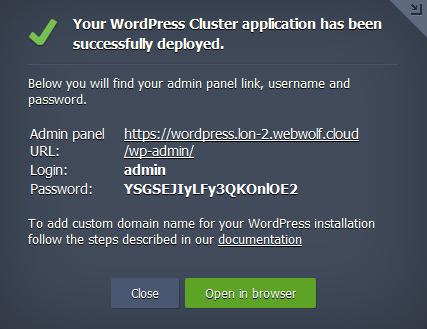 Your WordPress Cluster application has been
successfully deployed.
Below you will find your admin panel link, username and
password.
Admin panel https://wordpress.lon-2.webwolf.cloud
URL: /wp-admin/
Login: admin
Password: YSGSEJIyLFy3QKOnlOE2
To add custom domain name for your WordPress installation
follow the steps described in our documentation
Close Open in browser